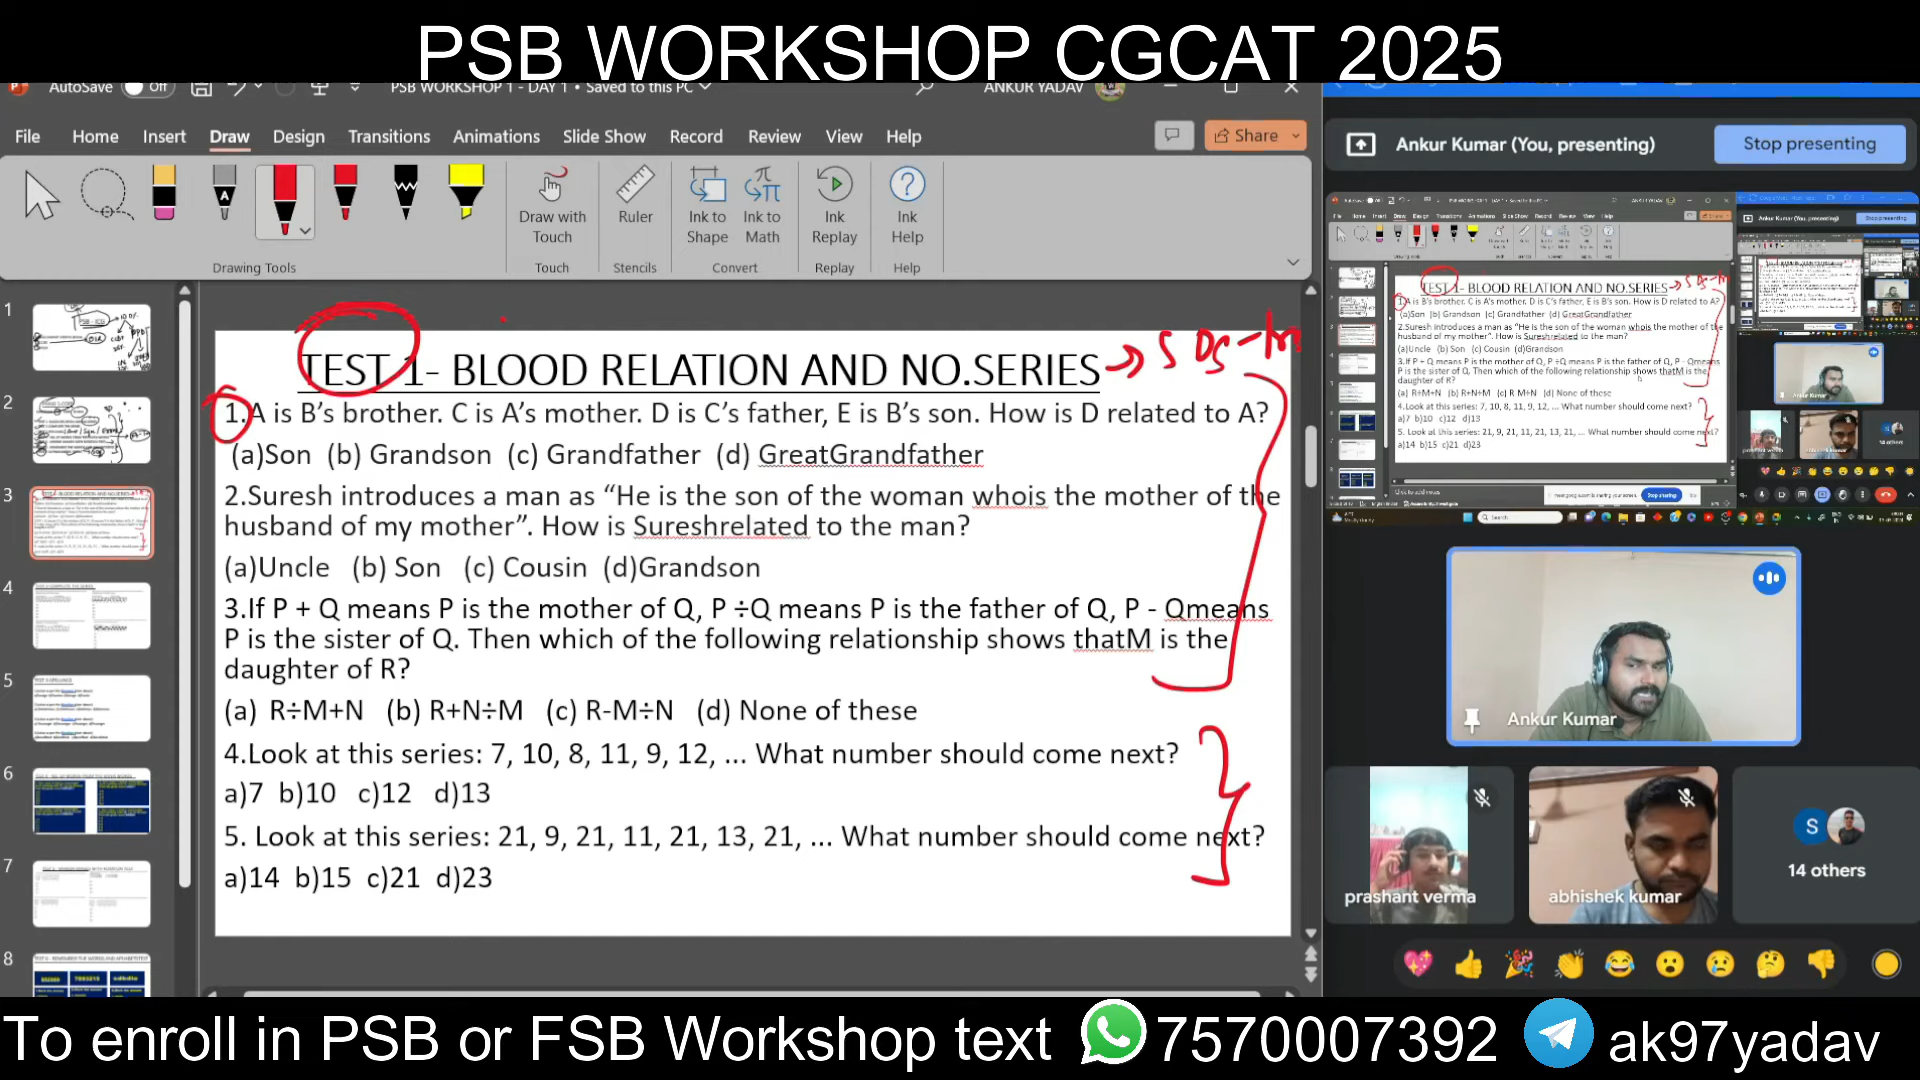 PSB WORKSHOP CGCAT 2025
AutoSave Off PSB WORKSHOP 1 - DAY 1 • Saved to this PC ANKUR YADAV
File Home Insert Draw Design Transitions Animations Slide Show Record Review View Help Share
Draw with Touch Ruler Ink to Shape Ink to Math Ink Replay Ink Help
Drawing Tools Touch Stencils Convert Replay Help
1
2
3
4
5
6
7
8
TEST 1- BLOOD RELATION AND NO.SERIES
1.A is B’s brother. C is A’s mother. D is C’s father, E is B’s son. How is D related to A?
(a)Son (b) Grandson (c) Grandfather (d) GreatGrandfather
2.Suresh introduces a man as “He is the son of the woman whois the mother of the
husband of my mother”. How is Sureshrelated to the man?
(a)Uncle (b) Son (c) Cousin (d)Grandson
3.If P + Q means P is the mother of Q, P ÷Q means P is the father of Q, P - Qmeans
P is the sister of Q. Then which of the following relationship shows thatM is the
daughter of R?
(a) R÷M+N (b) R+N÷M (c) R-M÷N (d) None of these
4.Look at this series: 7, 10, 8, 11, 9, 12, ... What number should come next?
a)7 b)10 c)12 d)13
5. Look at this series: 21, 9, 21, 11, 21, 13, 21, ... What number should come next?
a)14 b)15 c)21 d)23
Ankur Kumar (You, presenting)
Stop presenting
Ankur Kumar
prashant verma
abhishek kumar
S
14 others
To enroll in PSB or FSB Workshop text 7570007392 ak97yadav